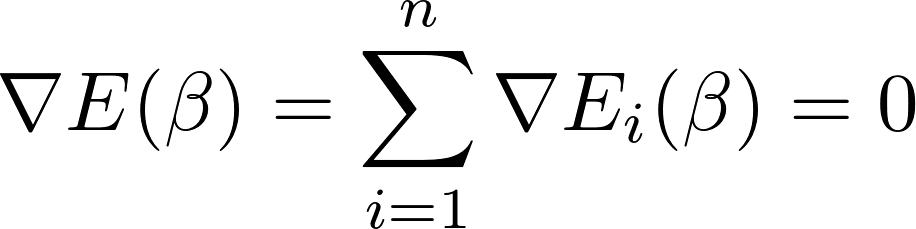 ∇E(β) = ∑_{i=1}^{n} ∇E_i(β) = 0